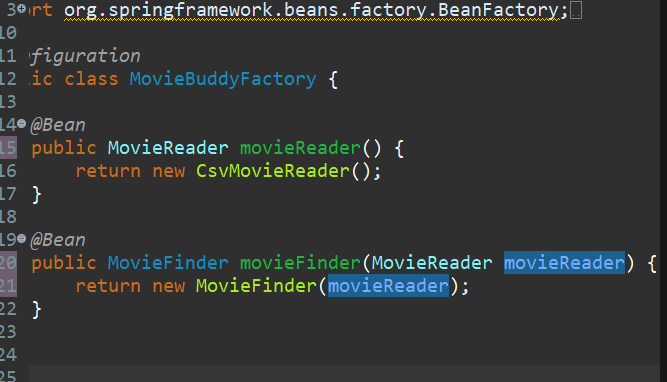 3 ort org.springframework.beans.factory.BeanFactory;
10
11 nfiguration
12 ic class MovieBuddyFactory {
13
14 @Bean
15 public MovieReader movieReader() {
16 return new CsvMovieReader();
17 }
18
19 @Bean
20 public MovieFinder movieFinder(MovieReader movieReader) {
21 return new MovieFinder(movieReader);
22 }
23
24
25